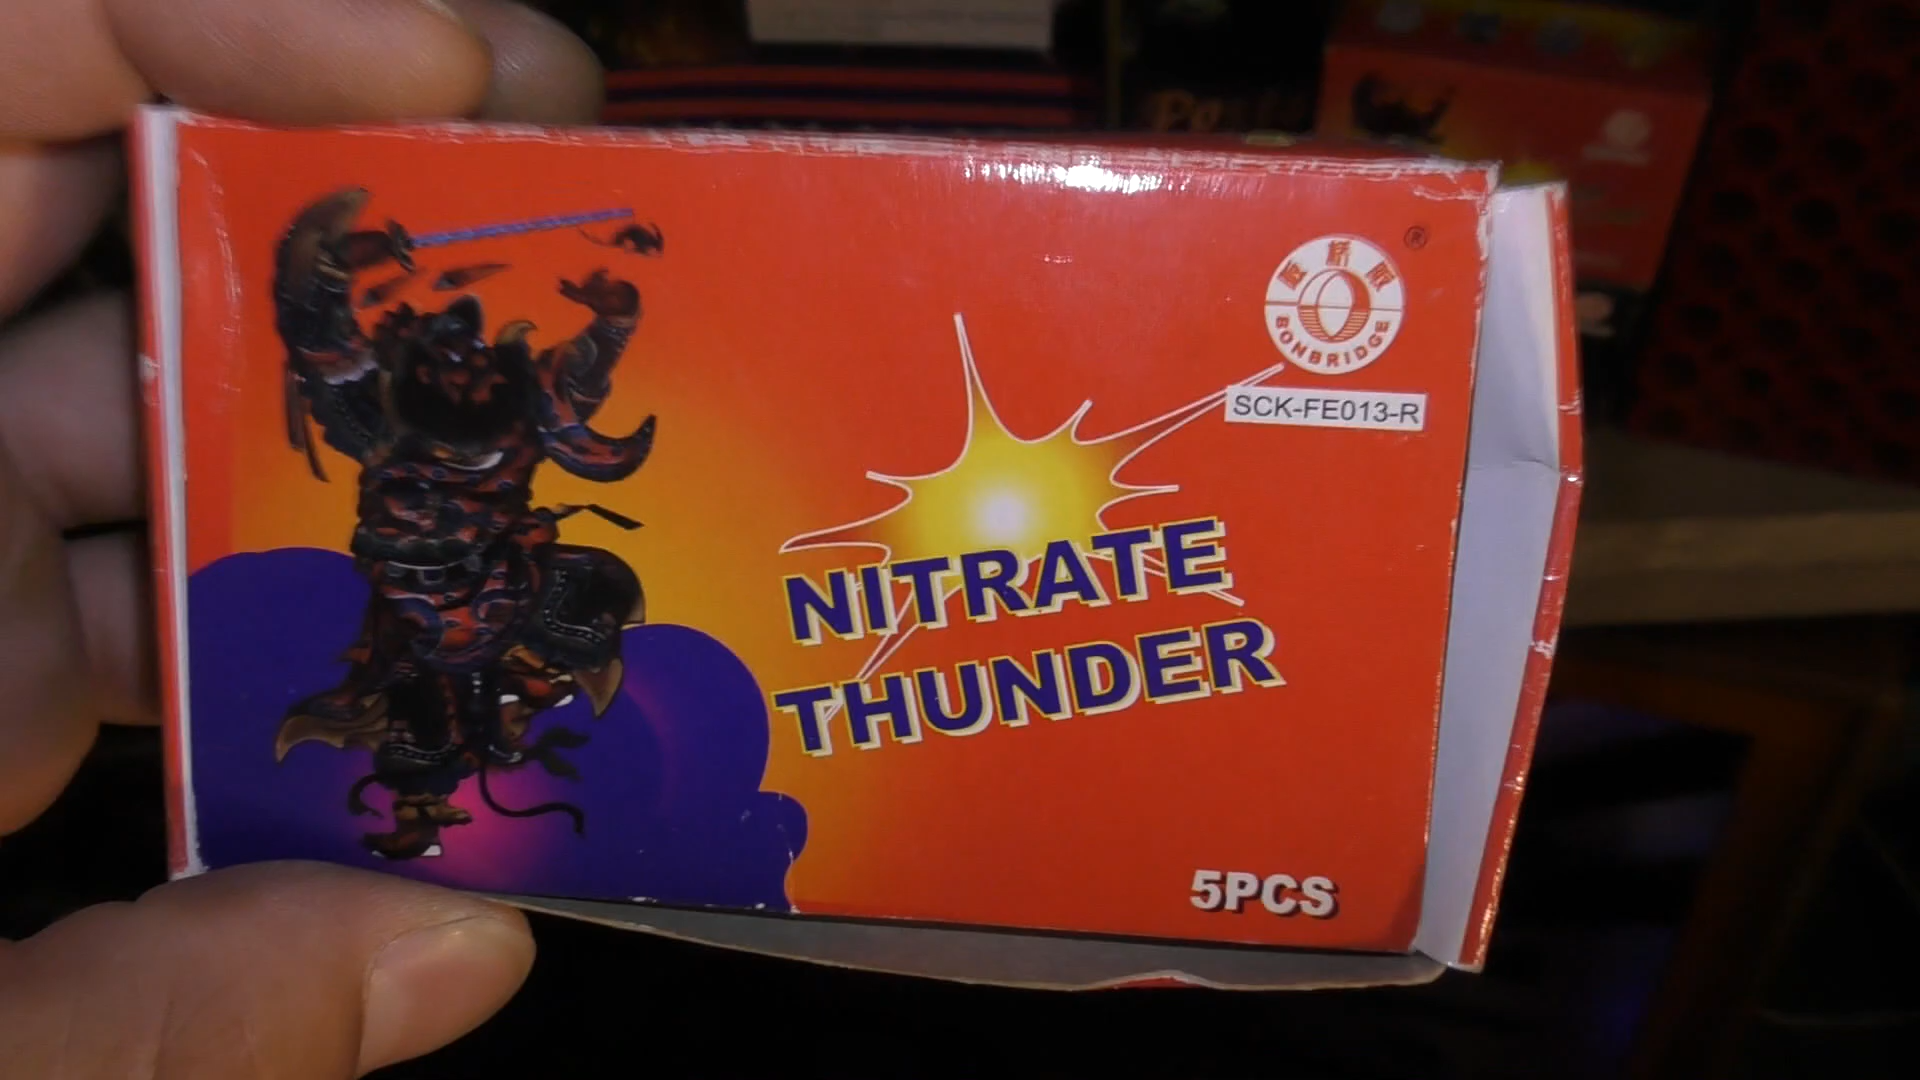 BONBRIDGE
®
SCK-FE013-R
NITRATE
THUNDER
5PCS